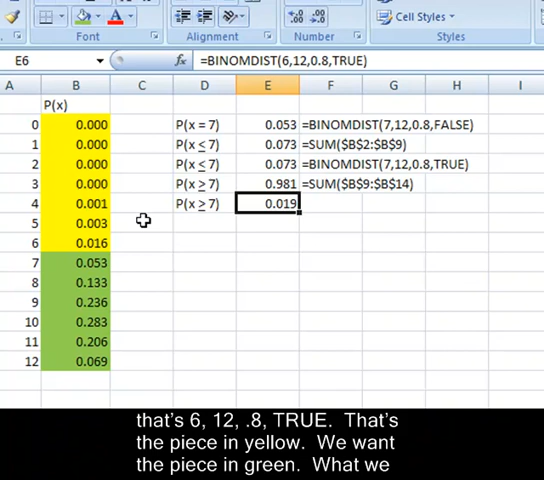 Cell Styles
Font
Alignment
Number
Styles
E6
fx
=BINOMDIST(6,12,0.8,TRUE)
A B C D E F G H
P(x)
0 0.000 P(x = 7) 0.053 =BINOMDIST(7,12,0.8,FALSE)
1 0.000 P(x ≤ 7) 0.073 =SUM($B$2:$B$9)
2 0.000 P(x ≤ 7) 0.073 =BINOMDIST(7,12,0.8,TRUE)
3 0.000 P(x ≥ 7) 0.981 =SUM($B$9:$B$14)
4 0.001 P(x ≥ 7) 0.019
5 0.003
6 0.016
7 0.053
8 0.133
9 0.236
10 0.283
11 0.206
12 0.069
that's 6, 12, .8, TRUE. That's
the piece in yellow. We want
the piece in green. What we